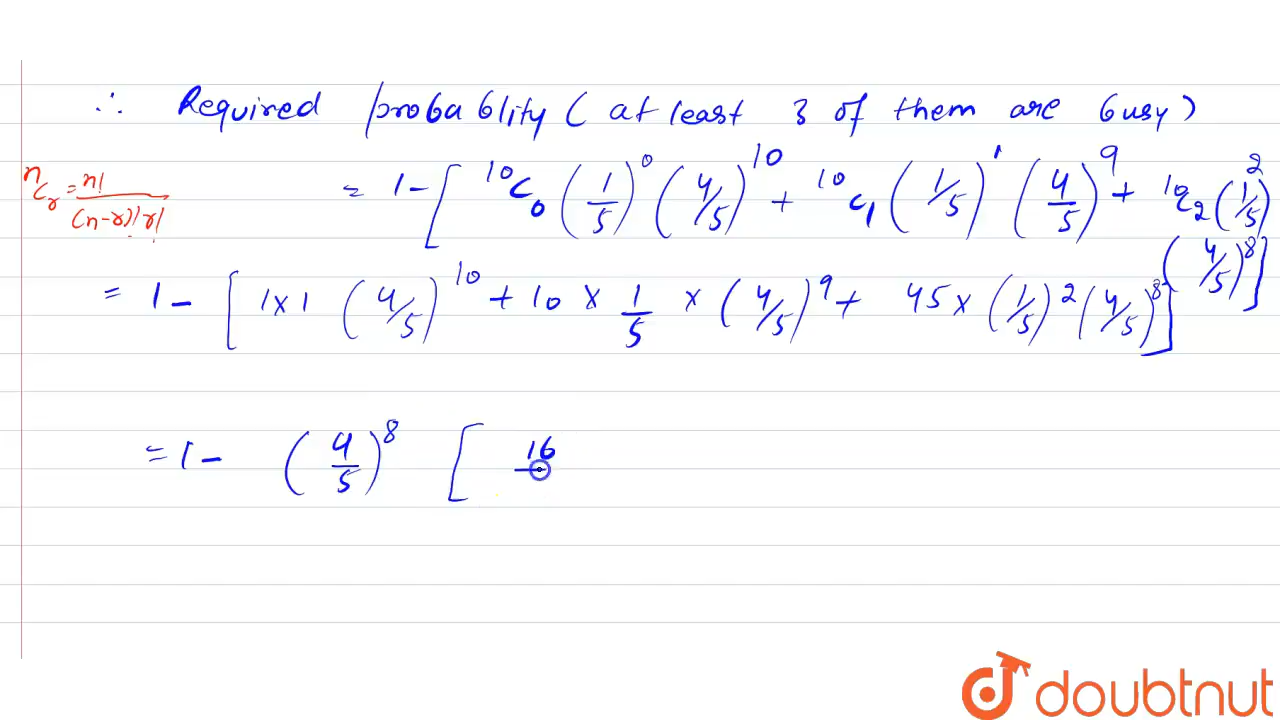 ∴ Required probability ( at least 3 of them are busy )
nCr = n! / (n-r)! r!
= 1 - [ ¹⁰C₀ (1/5)⁰ (4/5)¹⁰ + ¹⁰C₁ (1/5)¹ (4/5)⁹ + ¹⁰C₂ (1/5)²
(4/5)⁸ ]
= 1 - [ 1×1 (4/5)¹⁰ + 10 × 1/5 × (4/5)⁹ + 45 × (1/5)² (4/5)⁸ ]
= 1 - (4/5)⁸ [ 16
doubtnut